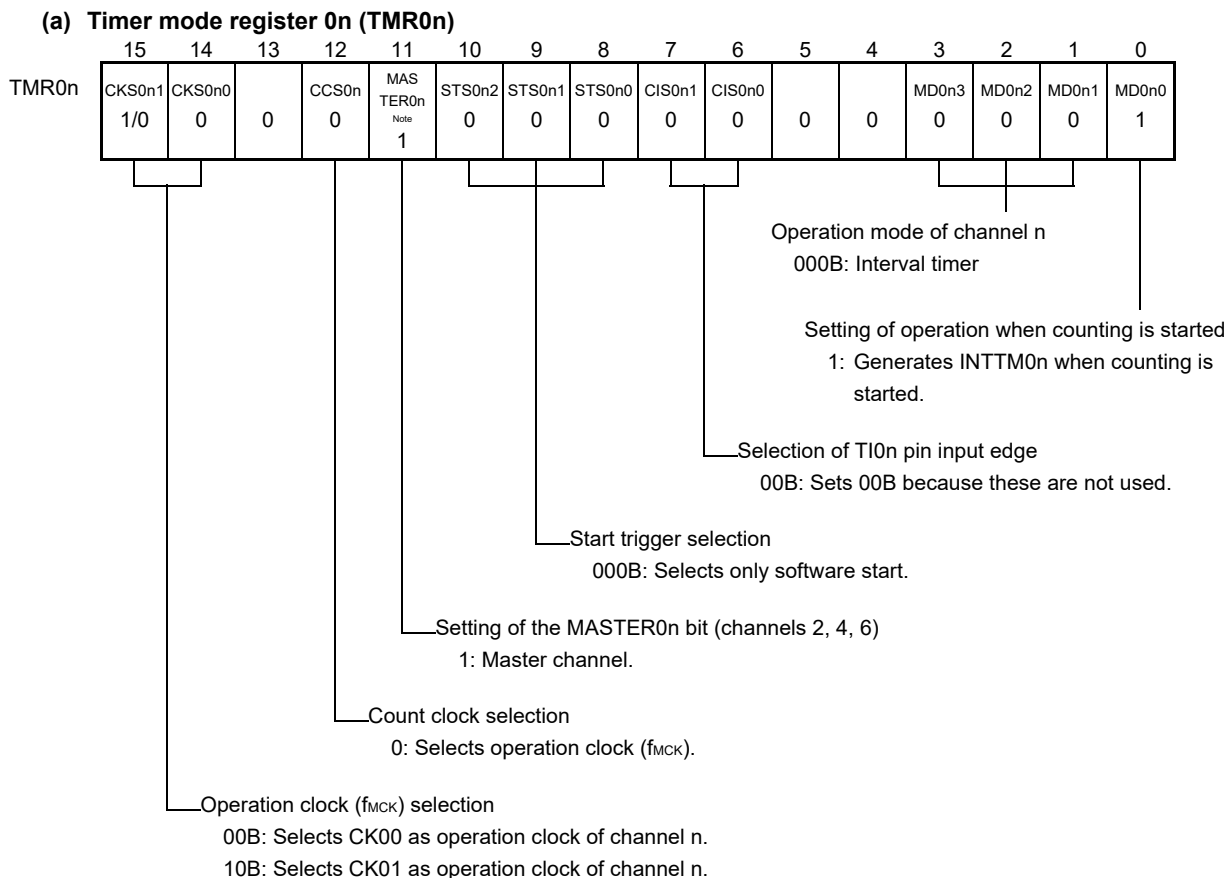 (a) Timer mode register 0n (TMR0n)
15 14 13 12 11 10 9 8 7 6 5 4 3 2 1 0
TMR0n
CKS0n1 CKS0n0 CCS0n MAS TER0n Note STS0n2 STS0n1 STS0n0 CIS0n1 CIS0n0 MD0n3 MD0n2 MD0n1 MD0n0
1/0 0 0 0 1 0 0 0 0 0 0 0 0 0 0 1
Operation mode of channel n
000B: Interval timer
Setting of operation when counting is started
1: Generates INTTM0n when counting is
started.
Selection of TI0n pin input edge
00B: Sets 00B because these are not used.
Start trigger selection
000B: Selects only software start.
Setting of the MASTER0n bit (channels 2, 4, 6)
1: Master channel.
Count clock selection
0: Selects operation clock (fMCK).
Operation clock (fMCK) selection
00B: Selects CK00 as operation clock of channel n.
10B: Selects CK01 as operation clock of channel n.